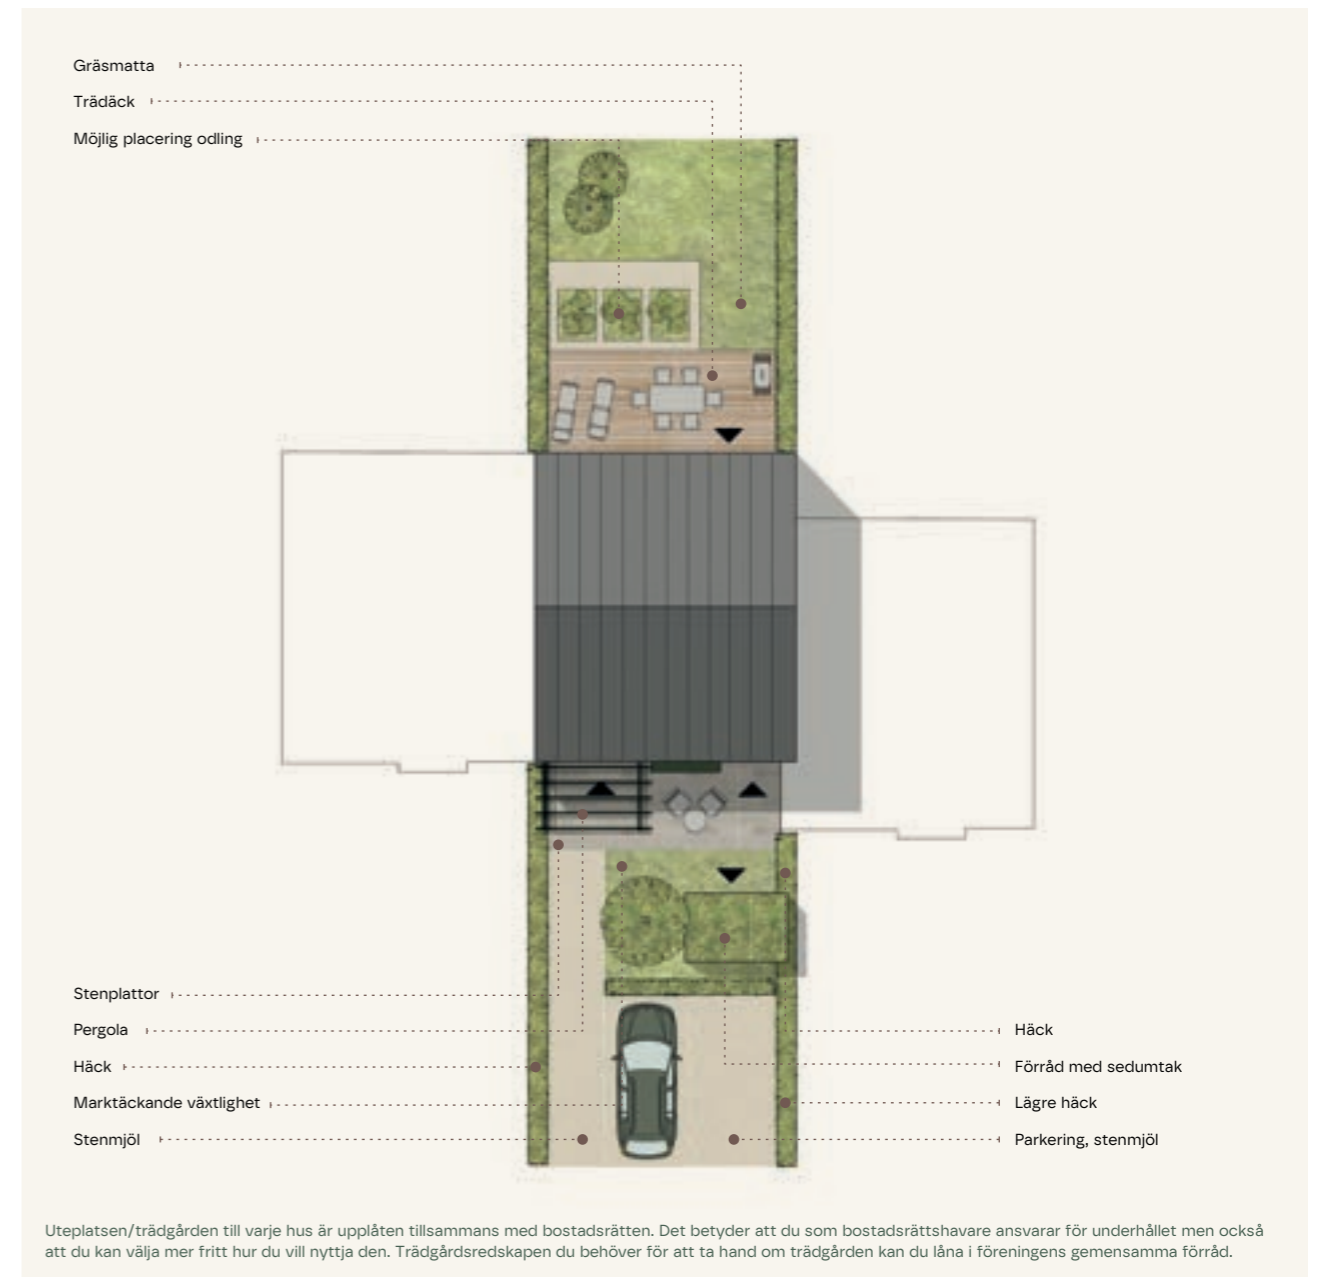 Gräsmatta
Trädäck
Möjlig placering odling
Stenplattor
Pergola
Häck
Marktäckande växtlighet
Stenmjöl
Häck
Förråd med sedumtak
Lägre häck
Parkering, stenmjöl
Uteplatsen/trädgården till varje hus är upplåten tillsammans med bostadsrätten. Det betyder att du som bostadsrättshavare ansvarar för underhållet men också
att du kan välja mer fritt hur du vill nyttja den. Trädgårdsredskapen du behöver för att ta hand om trädgården kan du låna i föreningens gemensamma förråd.